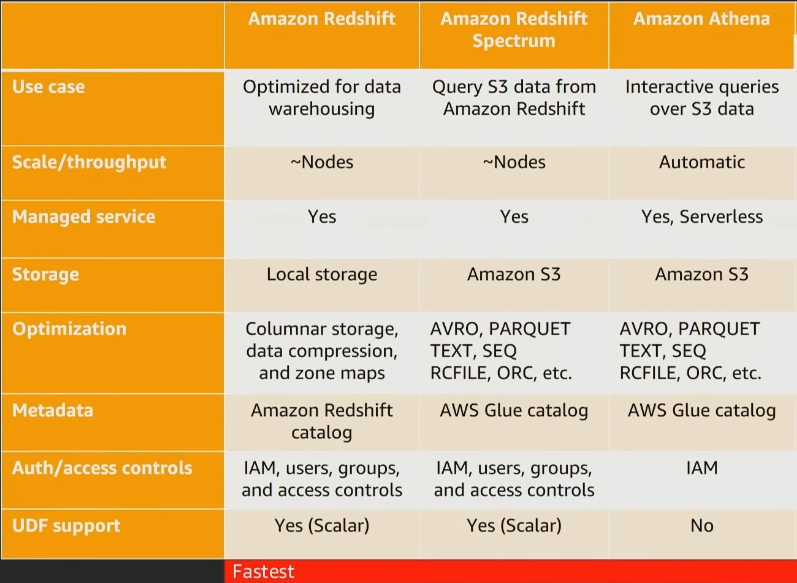 Amazon Redshift
Amazon Redshift
Spectrum
Amazon Athena
Use case
Optimized for data
warehousing
Query S3 data from
Amazon Redshift
Interactive queries
over S3 data
Scale/throughput
~Nodes
~Nodes
Automatic
Managed service
Yes
Yes
Yes, Serverless
Storage
Local storage
Amazon S3
Amazon S3
Optimization
Columnar storage,
data compression,
and zone maps
AVRO, PARQUET
TEXT, SEQ
RCFILE, ORC, etc.
AVRO, PARQUET
TEXT, SEQ
RCFILE, ORC, etc.
Metadata
Amazon Redshift
catalog
AWS Glue catalog
AWS Glue catalog
Auth/access controls
IAM, users, groups,
and access controls
IAM, users, groups,
and access controls
IAM
UDF support
Yes (Scalar)
Yes (Scalar)
No
Fastest